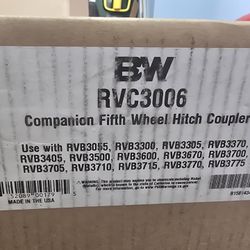 BW
RVC3006
Companion Fifth Wheel Hitch Coupler
Use with RVB3055, RVB3300, RVB3305, RVB3370,
RVB3405, RVB3500, RVB3600, RVB3670, RVB3700
RVB3705, RVB3710, RVB3715, RVB3770, RVB3775
MADE IN THE USA